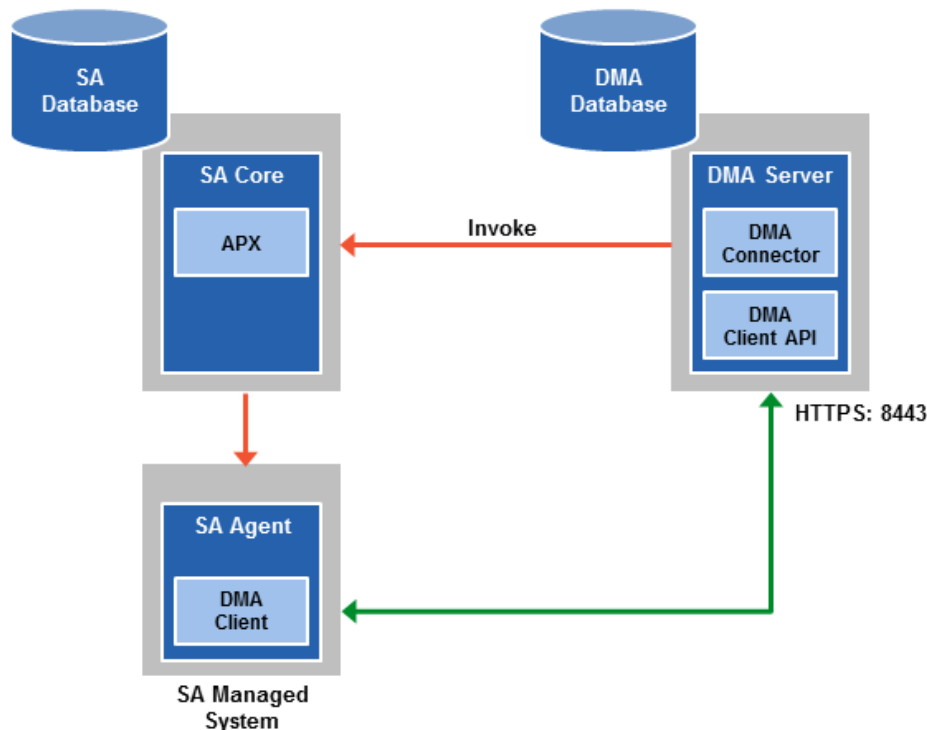 SA
Database
DMA
Database
SA Core
APX
Invoke
DMA Server
DMA
Connector
DMA
Client API
HTTPS: 8443
SA Agent
DMA
Client
SA Managed
System